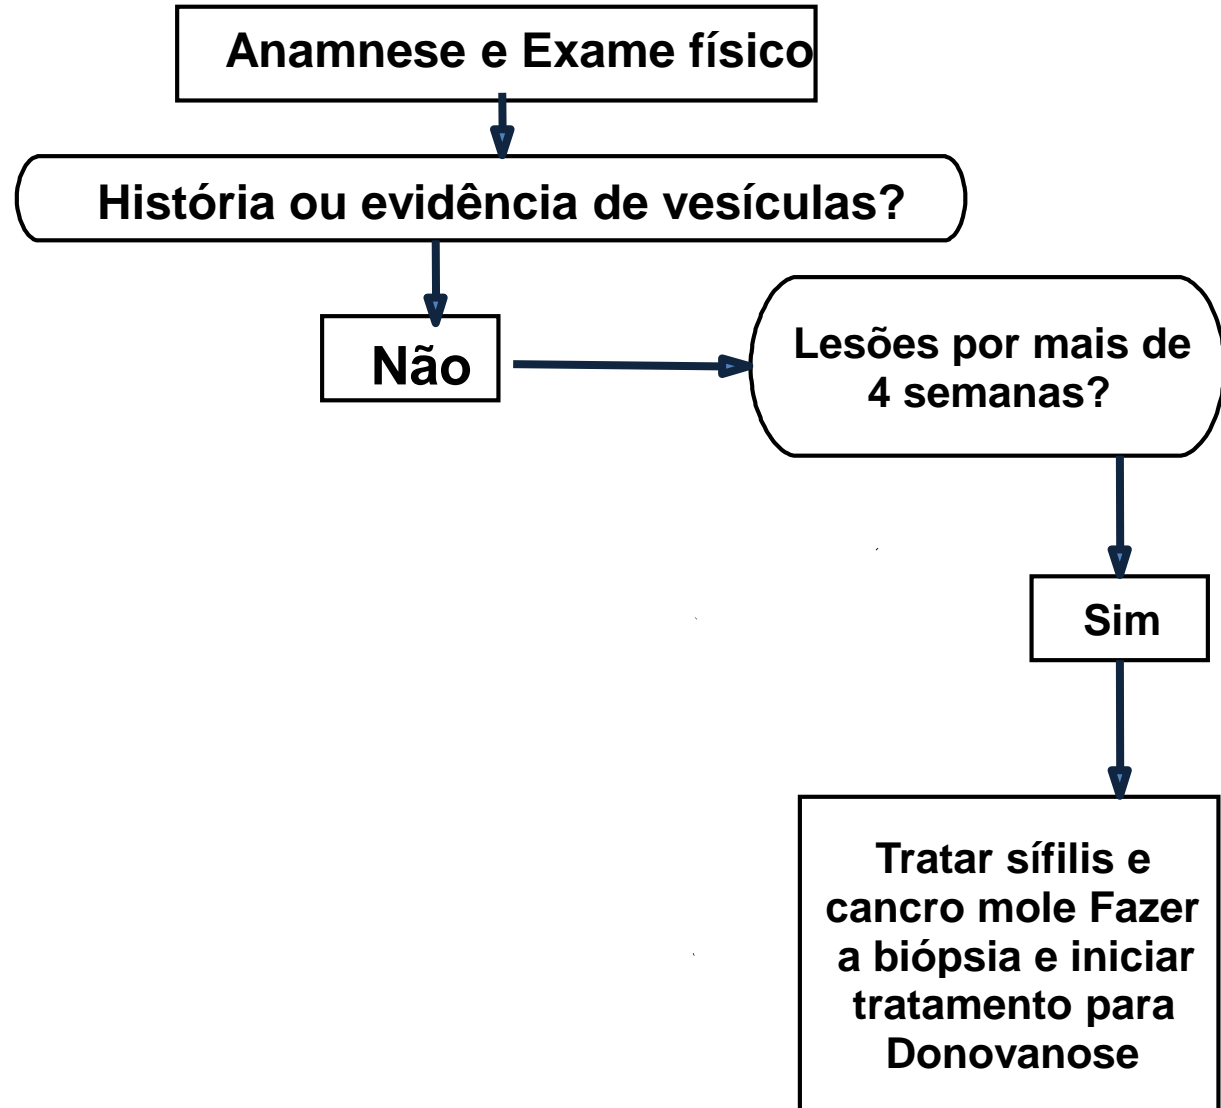 Anamnese e Exame físico
História ou evidência de vesículas?
Não
Lesões por mais de
4 semanas?
Sim
Tratar sífilis e
cancro mole Fazer
a biópsia e iniciar
tratamento para
Donovanose